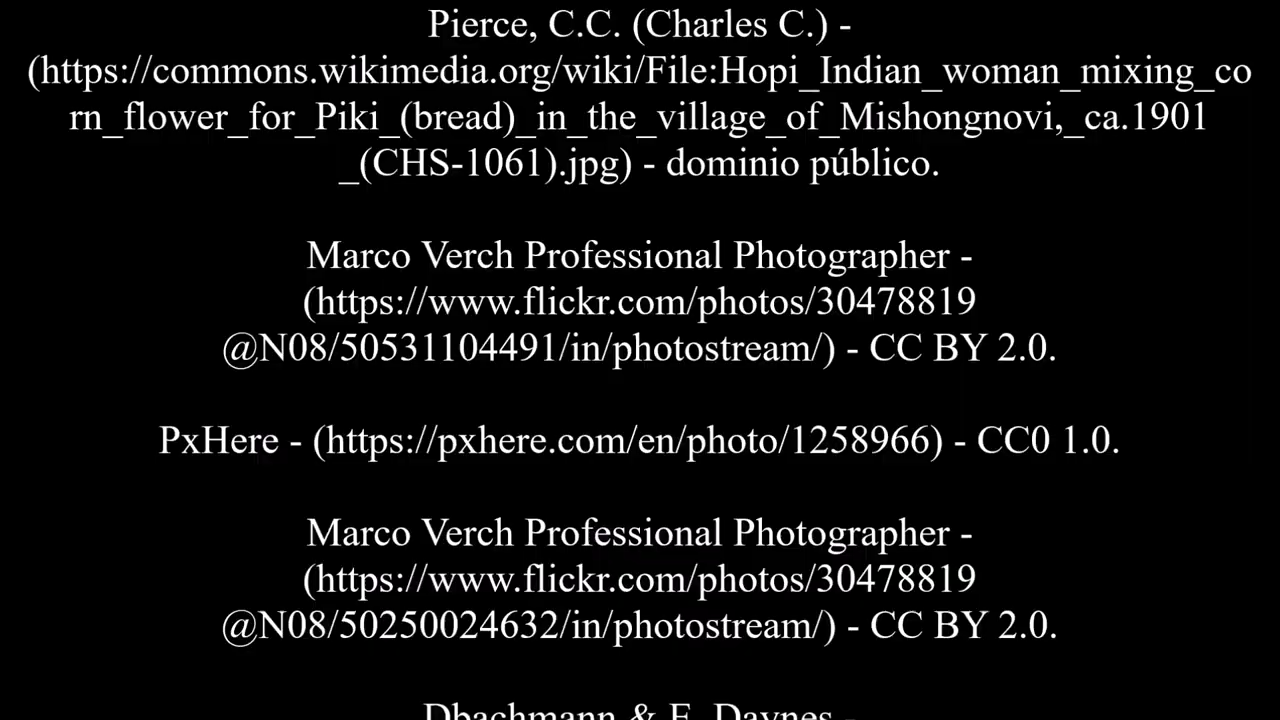 Pierce, C.C. (Charles C.) -
(https://commons.wikimedia.org/wiki/File:Hopi_Indian_woman_mixing_co
rn_flower_for_Piki_(bread)_in_the_village_of_Mishongnovi,_ca.1901
_(CHS-1061).jpg) - dominio público.
Marco Verch Professional Photographer -
(https://www.flickr.com/photos/30478819
@N08/50531104491/in/photostream/) - CC BY 2.0.
PxHere - (https://pxhere.com/en/photo/1258966) - CC0 1.0.
Marco Verch Professional Photographer -
(https://www.flickr.com/photos/30478819
@N08/50250024632/in/photostream/) - CC BY 2.0.
Dbachmann & E. Daynes -